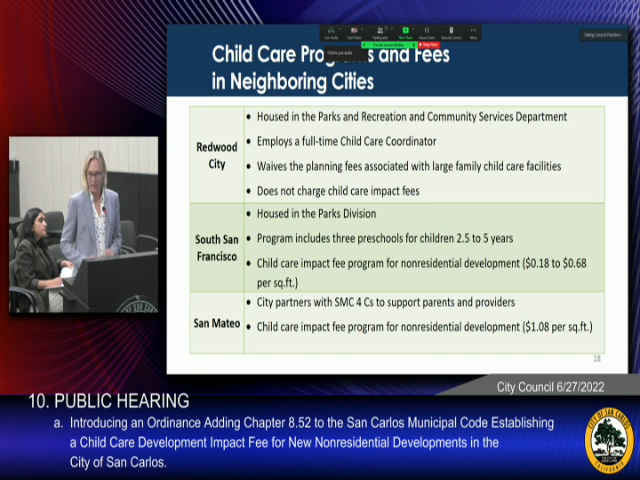 Child Care Progr s and Fees
in Neighboring Cities
Redwood
City
• Housed in the Parks and Recreation and Community Services Department
• Employs a full-time Child Care Coordinator
• Waives the planning fees associated with large family child care facilities
• Does not charge child care impact fees
South San
Francisco
• Housed in the Parks Division
• Program includes three preschools for children 2.5 to 5 years
• Child care impact fee program for nonresidential development ($0.18 to $0.68
per sq.ft.)
San Mateo
• City partners with SMC 4 Cs to support parents and providers
• Child care impact fee program for nonresidential development ($1.08 per sq.ft.)
18
City Council 6/27/2022
10. PUBLIC HEARING
a. Introducing an Ordinance Adding Chapter 8.52 to the San Carlos Municipal Code Establishing
a Child Care Development Impact Fee for New Nonresidential Developments in the
City of San Carlos.
CITY OF SAN CARLOS
CALIFORNIA